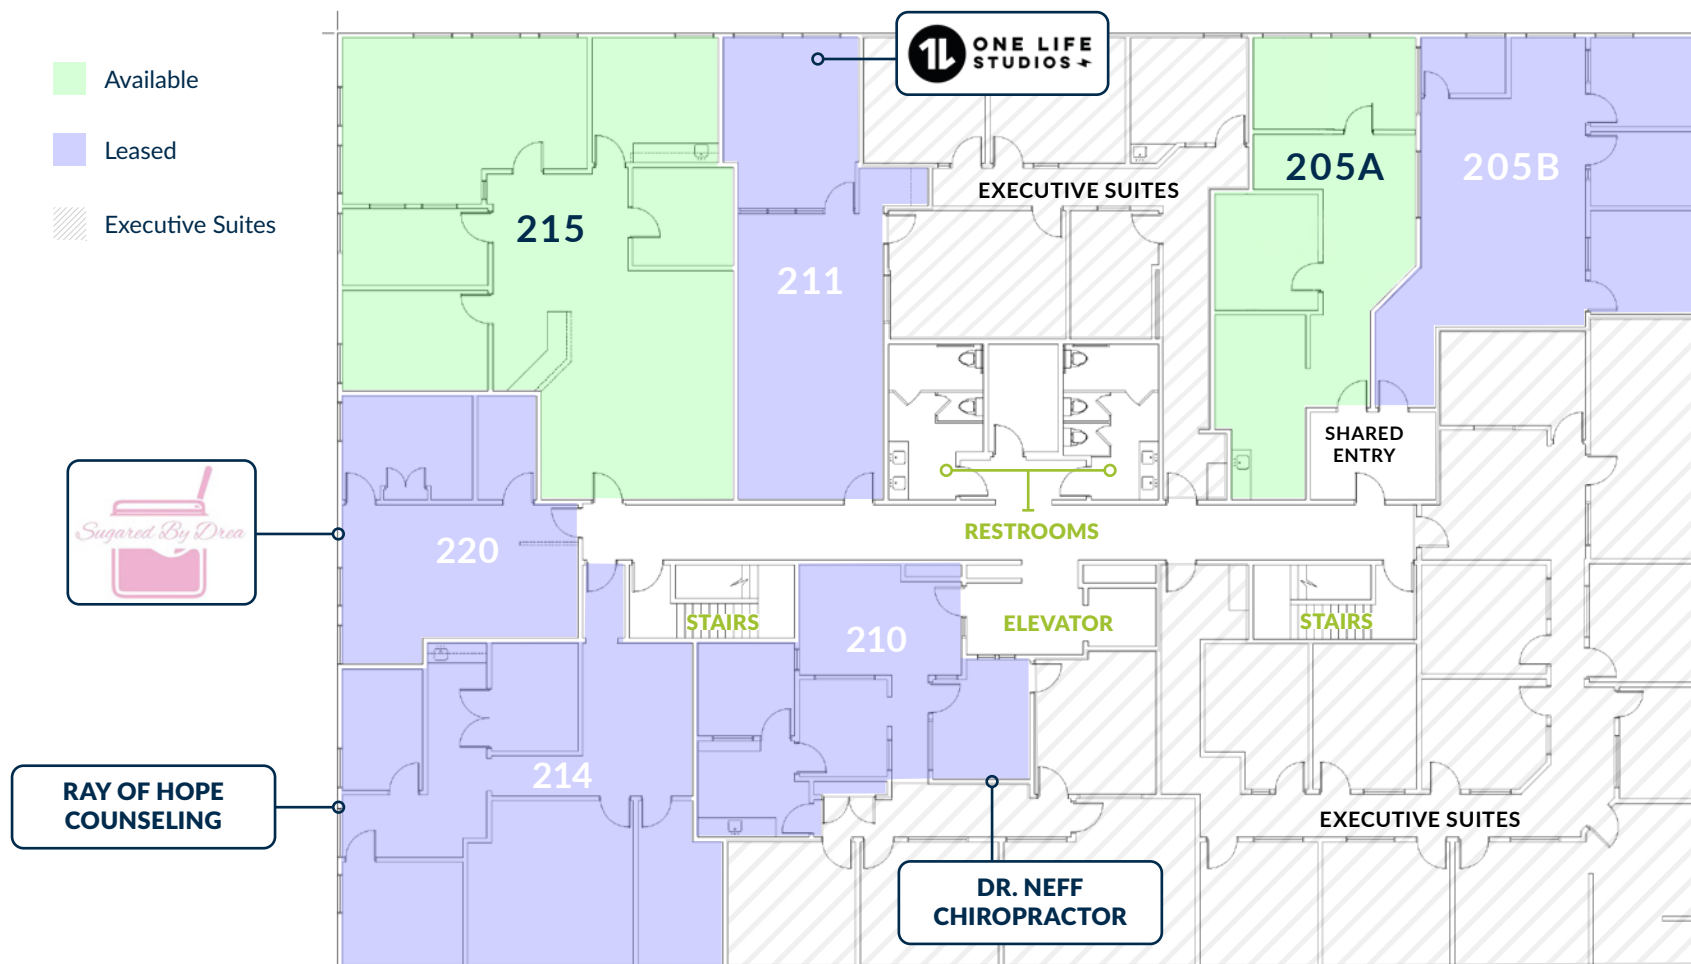 Available
Leased
Executive Suites
ONE LIFE
STUDIOS
EXECUTIVE SUITES
205A
205B
215
211
SHARED
ENTRY
RESTROOMS
Sugared By Drea
220
STAIRS
210
ELEVATOR
STAIRS
214
RAY OF HOPE
COUNSELING
EXECUTIVE SUITES
DR. NEFF
CHIROPRACTOR